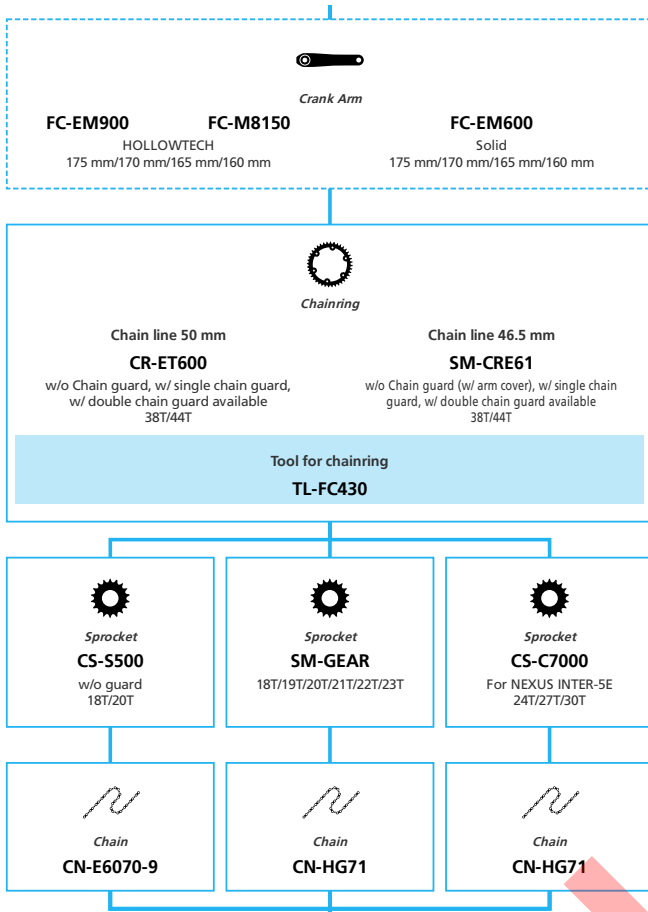 Crank Arm
FC-EM900
FC-M8150
HOLLOWTECH
175 mm/170 mm/165 mm/160 mm
FC-EM600
Solid
175 mm/170 mm/165 mm/160 mm
Chainring
Chain line 50 mm
CR-ET600
w/o Chain guard, w/ single chain guard,
w/ double chain guard available
38T/44T
Chain line 46.5 mm
SM-CRE61
w/o Chain guard (w/ arm cover), w/ single chain
guard, w/ double chain guard available
38T/44T
Tool for chainring
TL-FC430
Sprocket
CS-S500
w/o guard
18T/20T
Sprocket
SM-GEAR
18T/19T/20T/21T/22T/23T
Sprocket
CS-C7000
For NEXUS INTER-5E
24T/27T/30T
Chain
CN-E6070-9
Chain
CN-HG71
Chain
CN-HG71